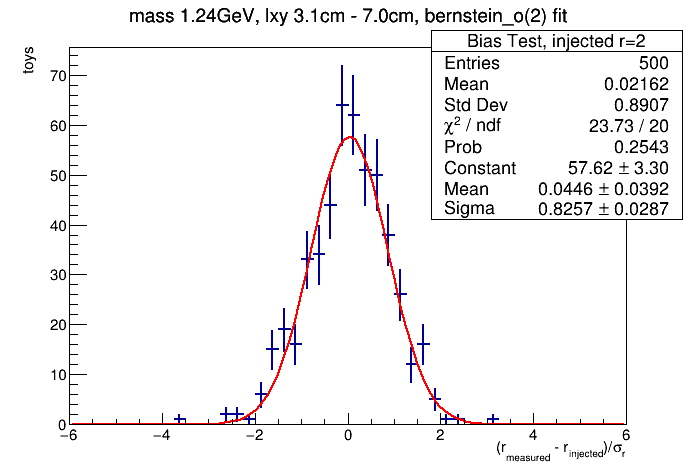 mass 1.24GeV, lxy 3.1cm - 7.0cm, bernstein_o(2) fit
Bias Test, injected r=2
Entries 500
Mean 0.02162
Std Dev 0.8907
χ² / ndf 23.73 / 20
Prob 0.2543
Constant 57.62 ± 3.30
Mean 0.0446 ± 0.0392
Sigma 0.8257 ± 0.0287
toys
70
60
50
40
30
20
10
0
−6 −4 −2 0 2 4 6
(r_measured - r_injected)/σ_r